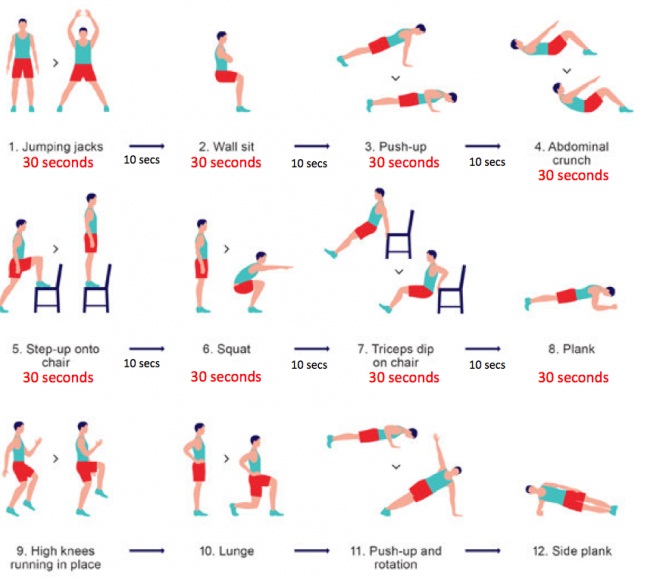 1. Jumping jacks
30 seconds
10 secs
2. Wall sit
30 seconds
10 secs
3. Push-up
30 seconds
10 secs
4. Abdominal
crunch
30 seconds
5. Step-up onto
chair
30 seconds
10 secs
6. Squat
30 seconds
10 secs
7. Triceps dip
on chair
30 seconds
10 secs
8. Plank
30 seconds
9. High knees
running in place
10. Lunge
11. Push-up and
rotation
12. Side plank